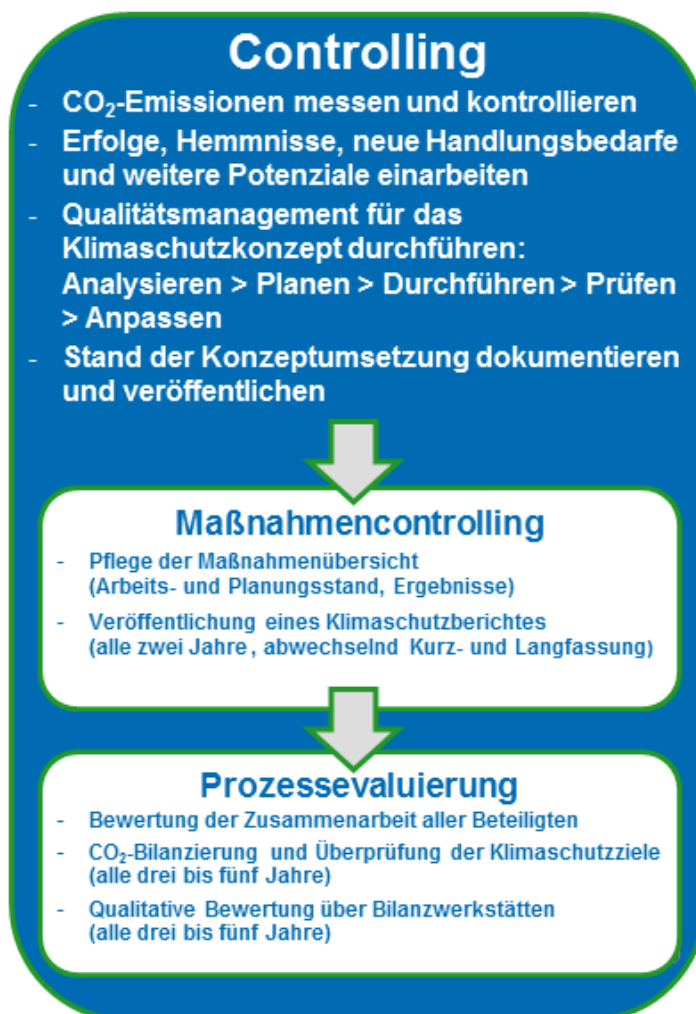 Controlling
- CO₂-Emissionen messen und kontrollieren
- Erfolge, Hemmnisse, neue Handlungsbedarfe
und weitere Potenziale einarbeiten
- Qualitätsmanagement für das
Klimaschutzkonzept durchführen:
Analysieren > Planen > Durchführen > Prüfen
> Anpassen
- Stand der Konzeptumsetzung dokumentieren
und veröffentlichen
Maßnahmencontrolling
- Pflege der Maßnahmenübersicht
(Arbeits- und Planungsstand, Ergebnisse)
- Veröffentlichung eines Klimaschutzberichtes
(alle zwei Jahre, abwechselnd Kurz- und Langfassung)
Prozessevaluierung
- Bewertung der Zusammenarbeit aller Beteiligten
- CO₂-Bilanzierung und Überprüfung der Klimaschutzziele
(alle drei bis fünf Jahre)
- Qualitative Bewertung über Bilanzwerkstätten
(alle drei bis fünf Jahre)